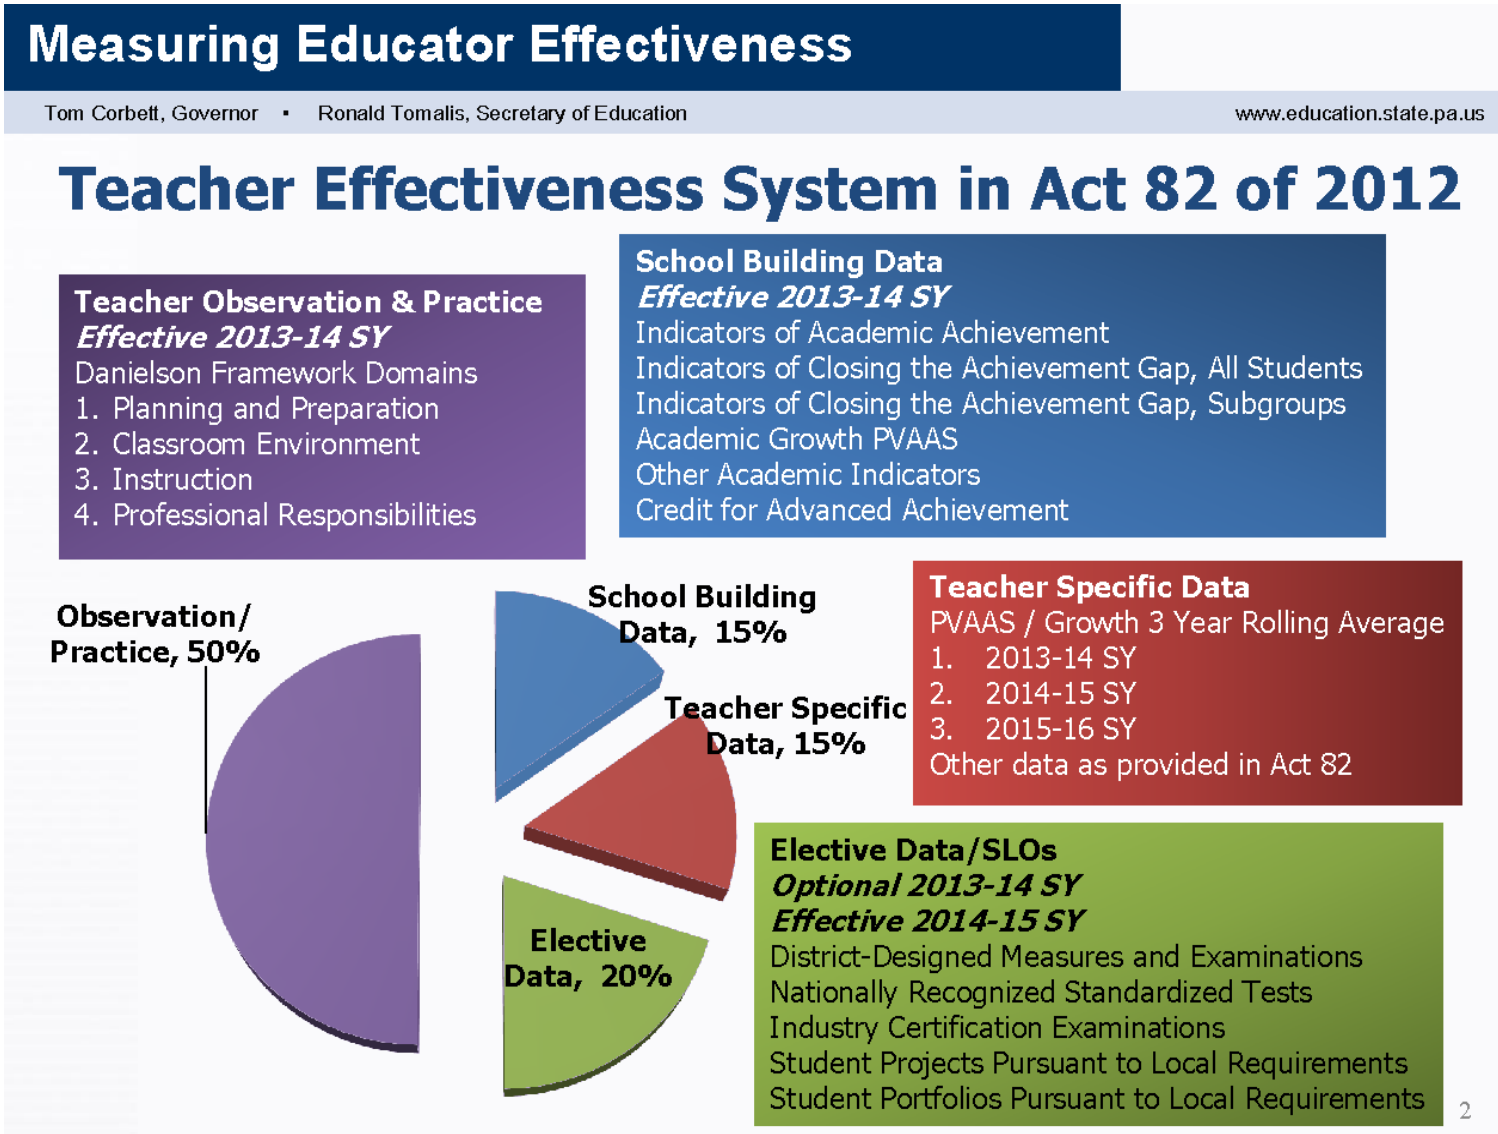 Measuring Educator Effectiveness
Tom Corbett, Governor ▪ Ronald Tomalis, Secretary of Education www.education.state.pa.us
Teacher Effectiveness System in Act 82 of 2012
Teacher Observation & Practice
Effective 2013-14 SY
Danielson Framework Domains
1. Planning and Preparation
2. Classroom Environment
3. Instruction
4. Professional Responsibilities
School Building Data
Effective 2013-14 SY
Indicators of Academic Achievement
Indicators of Closing the Achievement Gap, All Students
Indicators of Closing the Achievement Gap, Subgroups
Academic Growth PVAAS
Other Academic Indicators
Credit for Advanced Achievement
Observation/
Practice, 50%
School Building
Data, 15%
Teacher Specific
Data, 15%
Elective
Data, 20%
Teacher Specific Data
PVAAS / Growth 3 Year Rolling Average
1. 2013-14 SY
2. 2014-15 SY
3. 2015-16 SY
Other data as provided in Act 82
Elective Data/SLOs
Optional 2013-14 SY
Effective 2014-15 SY
District-Designed Measures and Examinations
Nationally Recognized Standardized Tests
Industry Certification Examinations
Student Projects Pursuant to Local Requirements
Student Portfolios Pursuant to Local Requirements
2